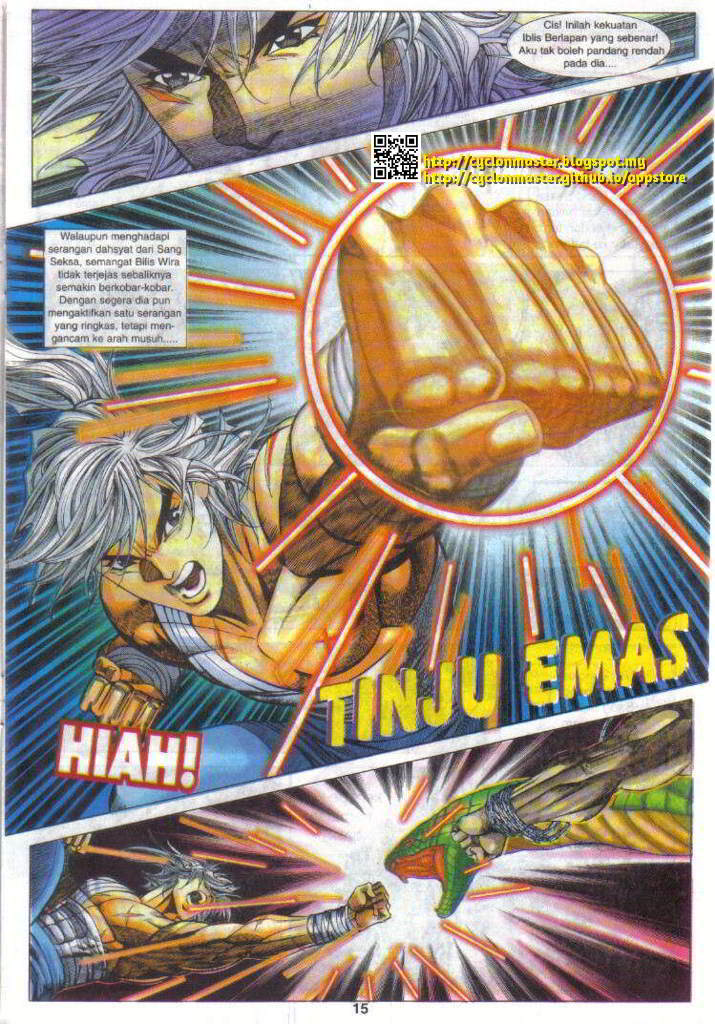 Cis! Inilah kekuatan
Iblis Berlapan yang sebenar!
Aku tak boleh pandang rendah
pada dia....
http://cyclonmaster.blogspot.my
http://cyclonmaster.github.io/appstore
Walaupun menghadapi
serangan dahsyat dari Sang
Seksa, semangat Bilis Wira
tidak terjejas sebaliknya
semakin berkobar-kobar.
Dengan segera dia pun
mengaktifkan satu serangan
yang ringkas, tetapi men-
gancam ke arah musuh.....
TINJU EMAS
HIAH!
15